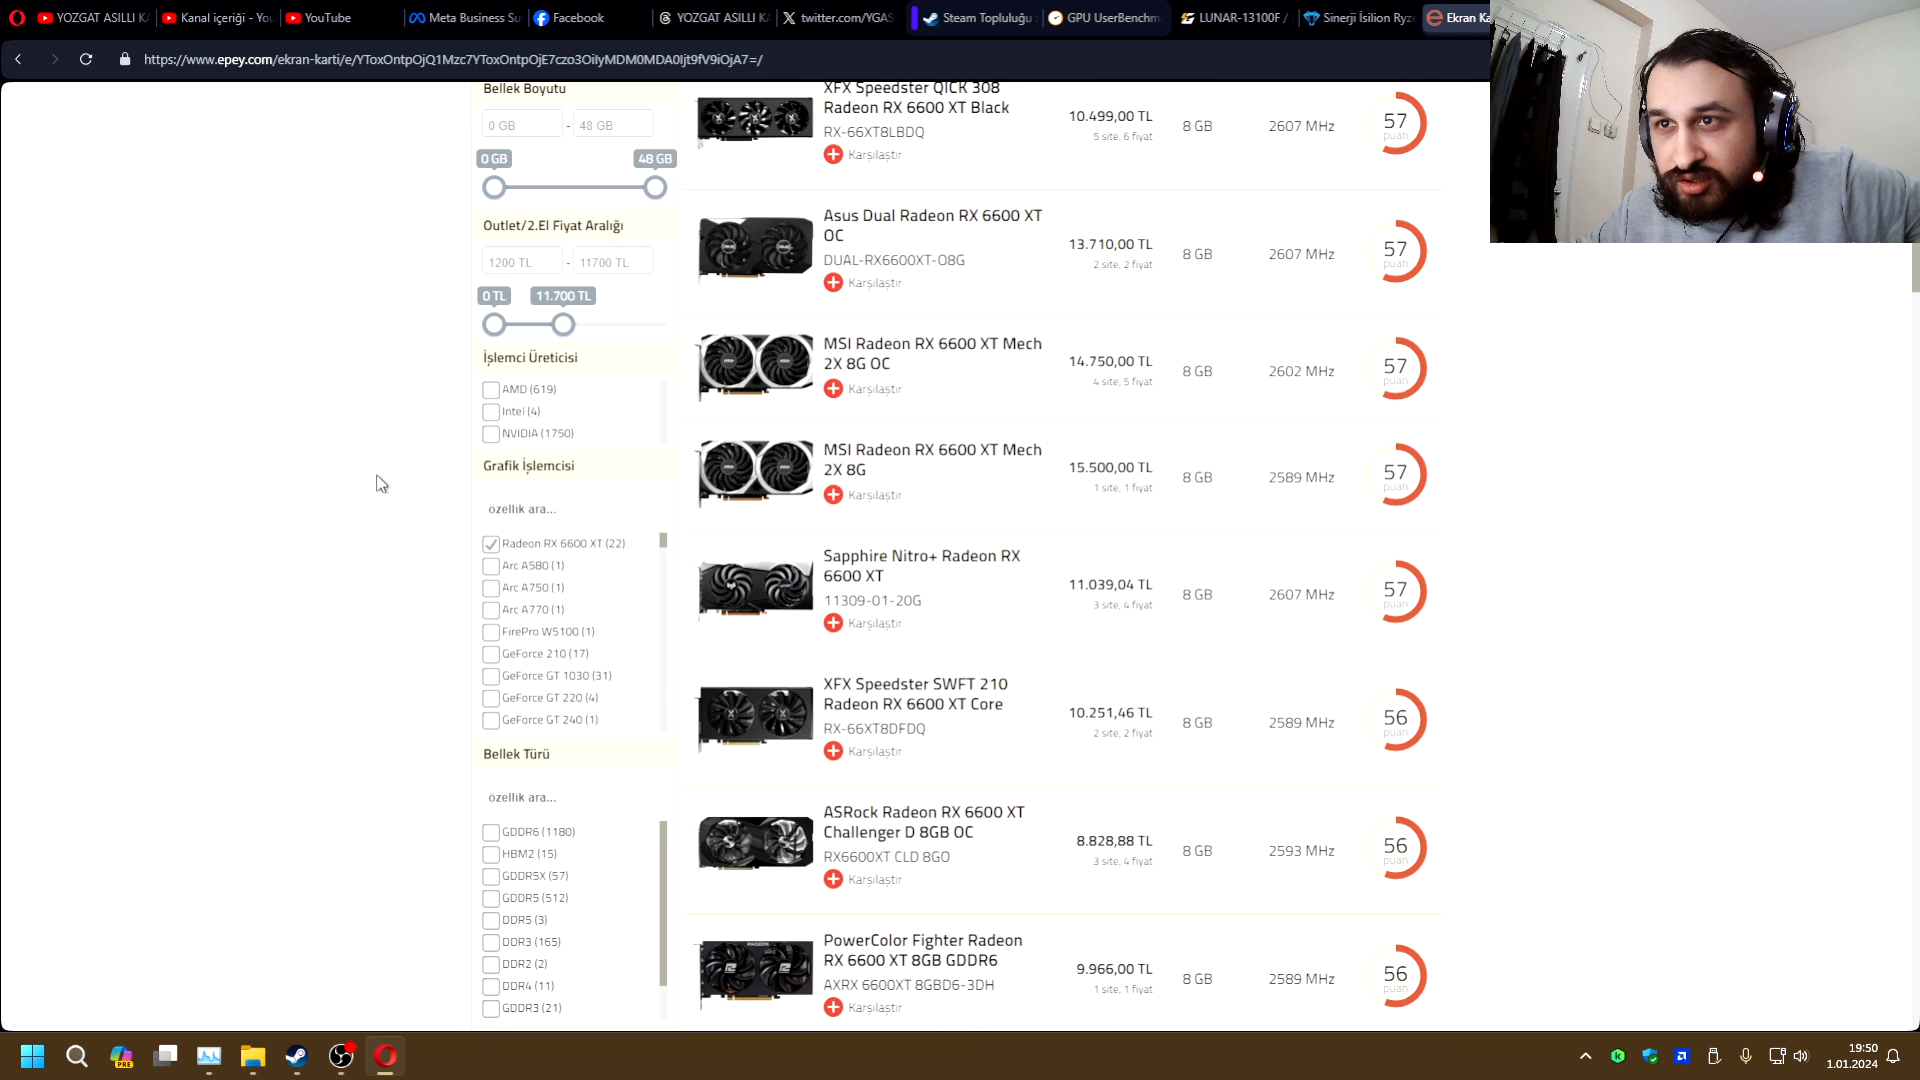 YOZGAT ASILLI KA
Kanal içeriği - You
YouTube
Meta Business Su
Facebook
YOZGAT ASILLI KA
twitter.com/YGAS
Steam Topluluğu
GPU UserBenchm
LUNAR-13100F /
Sinerji İsilion Ryze
Ekran Ka
https://www.epey.com/ekran-karti/e/YToxOntpOjQ1Mzc7YToxOntpOjE7czo3OiIyMDM0MDA0Ijt9fV9iOjA7=/
Bellek Boyutu
0 GB - 48 GB
0 GB 48 GB
Outlet/2.El Fiyat Aralığı
1200 TL - 11700 TL
0 TL 11.700 TL
İşlemci Üreticisi
AMD (619)
Intel (4)
NVIDIA (1750)
Grafik İşlemcisi
özellik ara...
Radeon RX 6600 XT (22)
Arc A580 (1)
Arc A750 (1)
Arc A770 (1)
FirePro W5100 (1)
GeForce 210 (17)
GeForce GT 1030 (31)
GeForce GT 220 (4)
GeForce GT 240 (1)
Bellek Türü
özellik ara...
GDDR6 (1180)
HBM2 (15)
GDDR5X (57)
GDDR5 (512)
DDR5 (3)
DDR3 (165)
DDR2 (2)
DDR4 (11)
GDDR3 (21)
XFX Speedster QICK 308
Radeon RX 6600 XT Black
RX-66XT8LBDQ
Karşılaştır
10.499,00 TL
5 site, 6 fiyat
8 GB
2607 MHz
57
puan
Asus Dual Radeon RX 6600 XT
OC
DUAL-RX6600XT-O8G
Karşılaştır
13.710,00 TL
2 site, 2 fiyat
8 GB
2607 MHz
57
puan
MSI Radeon RX 6600 XT Mech
2X 8G OC
Karşılaştır
14.750,00 TL
4 site, 5 fiyat
8 GB
2602 MHz
57
puan
MSI Radeon RX 6600 XT Mech
2X 8G
Karşılaştır
15.500,00 TL
1 site, 1 fiyat
8 GB
2589 MHz
57
puan
Sapphire Nitro+ Radeon RX
6600 XT
11309-01-20G
Karşılaştır
11.039,04 TL
3 site, 4 fiyat
8 GB
2607 MHz
57
puan
XFX Speedster SWFT 210
Radeon RX 6600 XT Core
RX-66XT8DFDQ
Karşılaştır
10.251,46 TL
2 site, 2 fiyat
8 GB
2589 MHz
56
puan
ASRock Radeon RX 6600 XT
Challenger D 8GB OC
RX6600XT CLD 8GO
Karşılaştır
8.828,88 TL
3 site, 4 fiyat
8 GB
2593 MHz
56
puan
PowerColor Fighter Radeon
RX 6600 XT 8GB GDDR6
AXRX 6600XT 8GBD6-3DH
Karşılaştır
9.966,00 TL
1 site, 1 fiyat
8 GB
2589 MHz
56
puan
PRE
19:50
1.01.2024